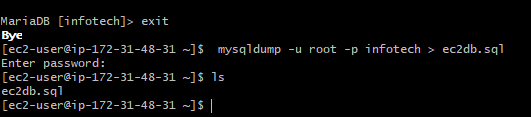 MariaDB [infotech]> exit
Bye
[ec2-user@ip-172-31-48-31 ~]$  mysqldump -u root -p infotech > ec2db.sql
Enter password:
[ec2-user@ip-172-31-48-31 ~]$ ls
ec2db.sql
[ec2-user@ip-172-31-48-31 ~]$